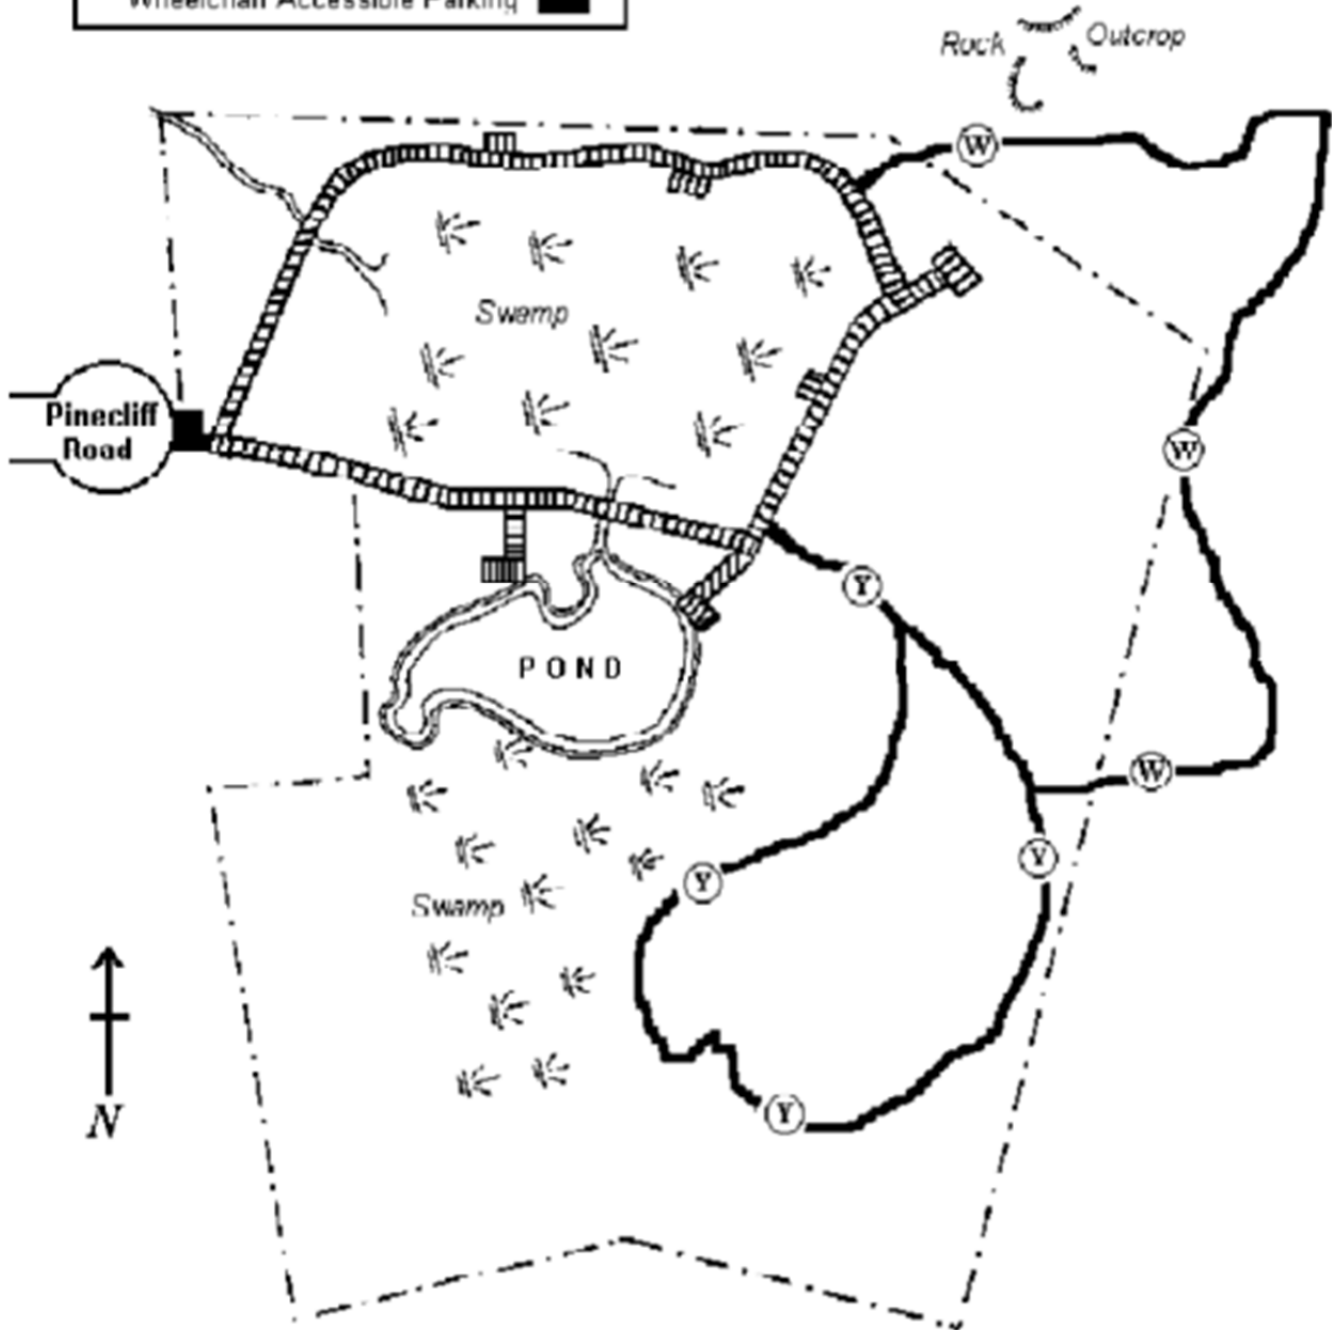 Wheelchair Accessible Parking
Rock Outcrop
W
Swamp
Pinecliff
Road
W
Y
POND
W
Y
Y
Swamp
Y
N